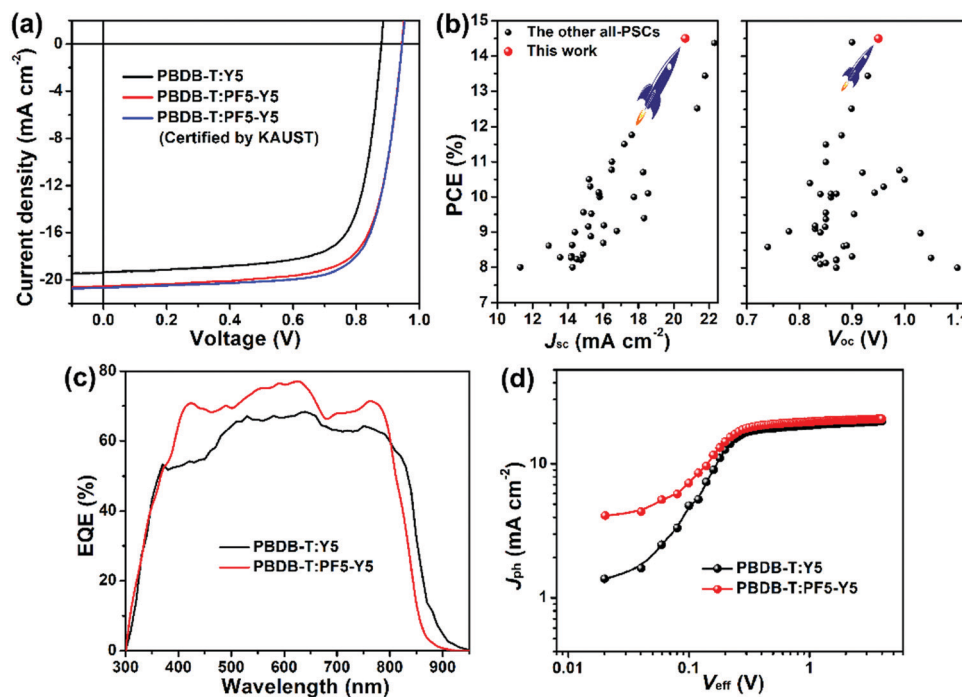 (a)
0
-4
-8
-12
-16
-20
Current density (mA cm-2)
PBDB-T:Y5
PBDB-T:PF5-Y5
PBDB-T:PF5-Y5
(Certified by KAUST)
0.0 0.2 0.4 0.6 0.8 1.0
Voltage (V)
(b)
15
14
13
12
11
10
9
8
7
PCE (%)
The other all-PSCs
This work
12 14 16 18 20 22
Jsc (mA cm-2)
0.7 0.8 0.9 1.0 1.1
Voc (V)
(c)
80
60
40
20
0
EQE (%)
PBDB-T:Y5
PBDB-T:PF5-Y5
300 400 500 600 700 800 900
Wavelength (nm)
(d)
10
1
Jph (mA cm-2)
PBDB-T:Y5
PBDB-T:PF5-Y5
0.01 0.1 1
Veff (V)